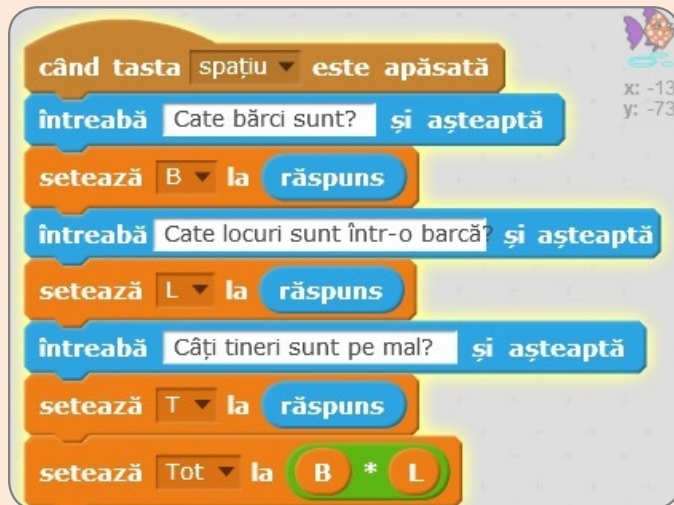 când tasta spațiu este apăsată
x: -13
întreabă Cate bărci sunt? și așteaptă
y: -73
setează B la răspuns
întreabă Cate locuri sunt într-o barcă? și așteaptă
setează L la răspuns
întreabă Câți tineri sunt pe mal? și așteaptă
setează T la răspuns
setează Tot la B * L